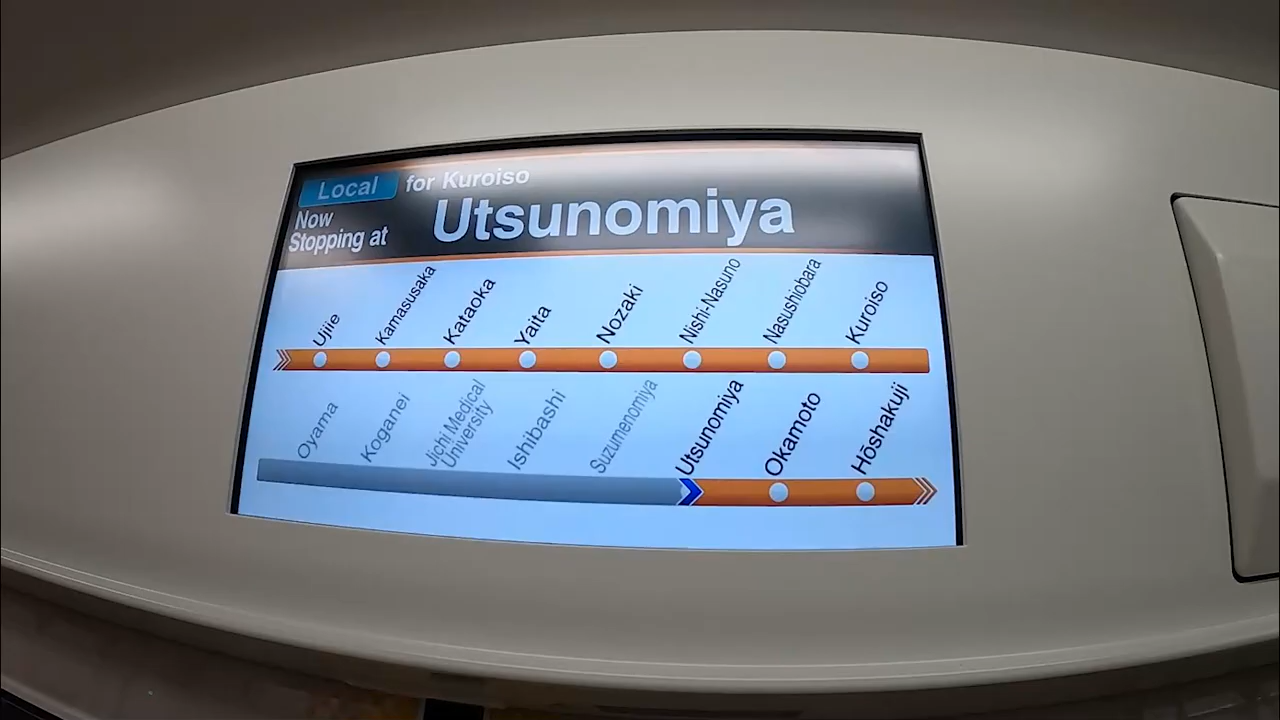 Local for Kuroiso
Now
Stopping at
Utsunomiya
Ujiie
Kamasusaka
Kataoka
Yaita
Nozaki
Nishi-Nasuno
Nasushiobara
Kuroiso
Oyama
Koganei
Jichi Medical
University
Ishibashi
Suzumenomiya
Utsunomiya
Okamoto
Hōshakuji